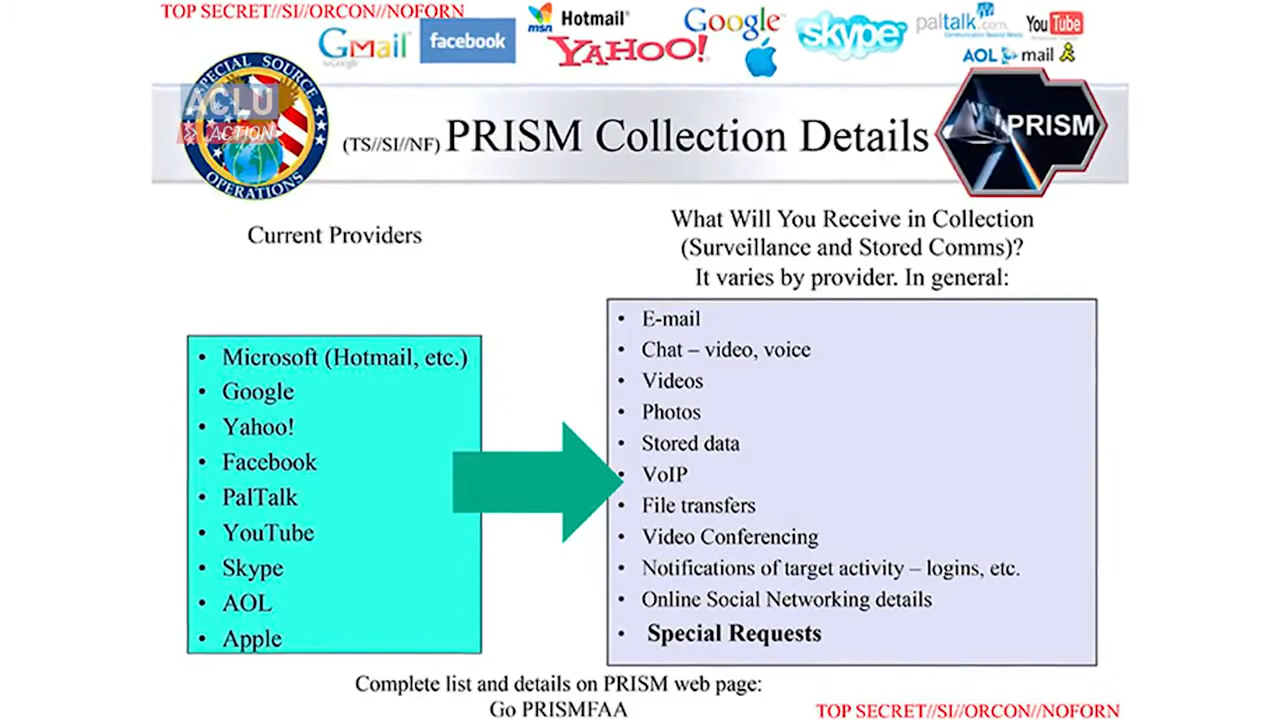 TOP SECRET//SI//ORCON//NOFORN
Gmail
by Google
facebook
msn
Hotmail
YAHOO!
Google
skype
paltalk.com
YouTube
AOL mail
SPECIAL SOURCE
OPERATIONS
ACLU
ACTION
(TS//SI//NF) PRISM Collection Details
PRISM
Current Providers
What Will You Receive in Collection
(Surveillance and Stored Comms)?
It varies by provider. In general:
• Microsoft (Hotmail, etc.)
• Google
• Yahoo!
• Facebook
• PalTalk
• YouTube
• Skype
• AOL
• Apple
• E-mail
• Chat – video, voice
• Videos
• Photos
• Stored data
• VoIP
• File transfers
• Video Conferencing
• Notifications of target activity – logins, etc.
• Online Social Networking details
• Special Requests
Complete list and details on PRISM web page:
Go PRISMFAA
TOP SECRET//SI//ORCON//NOFORN